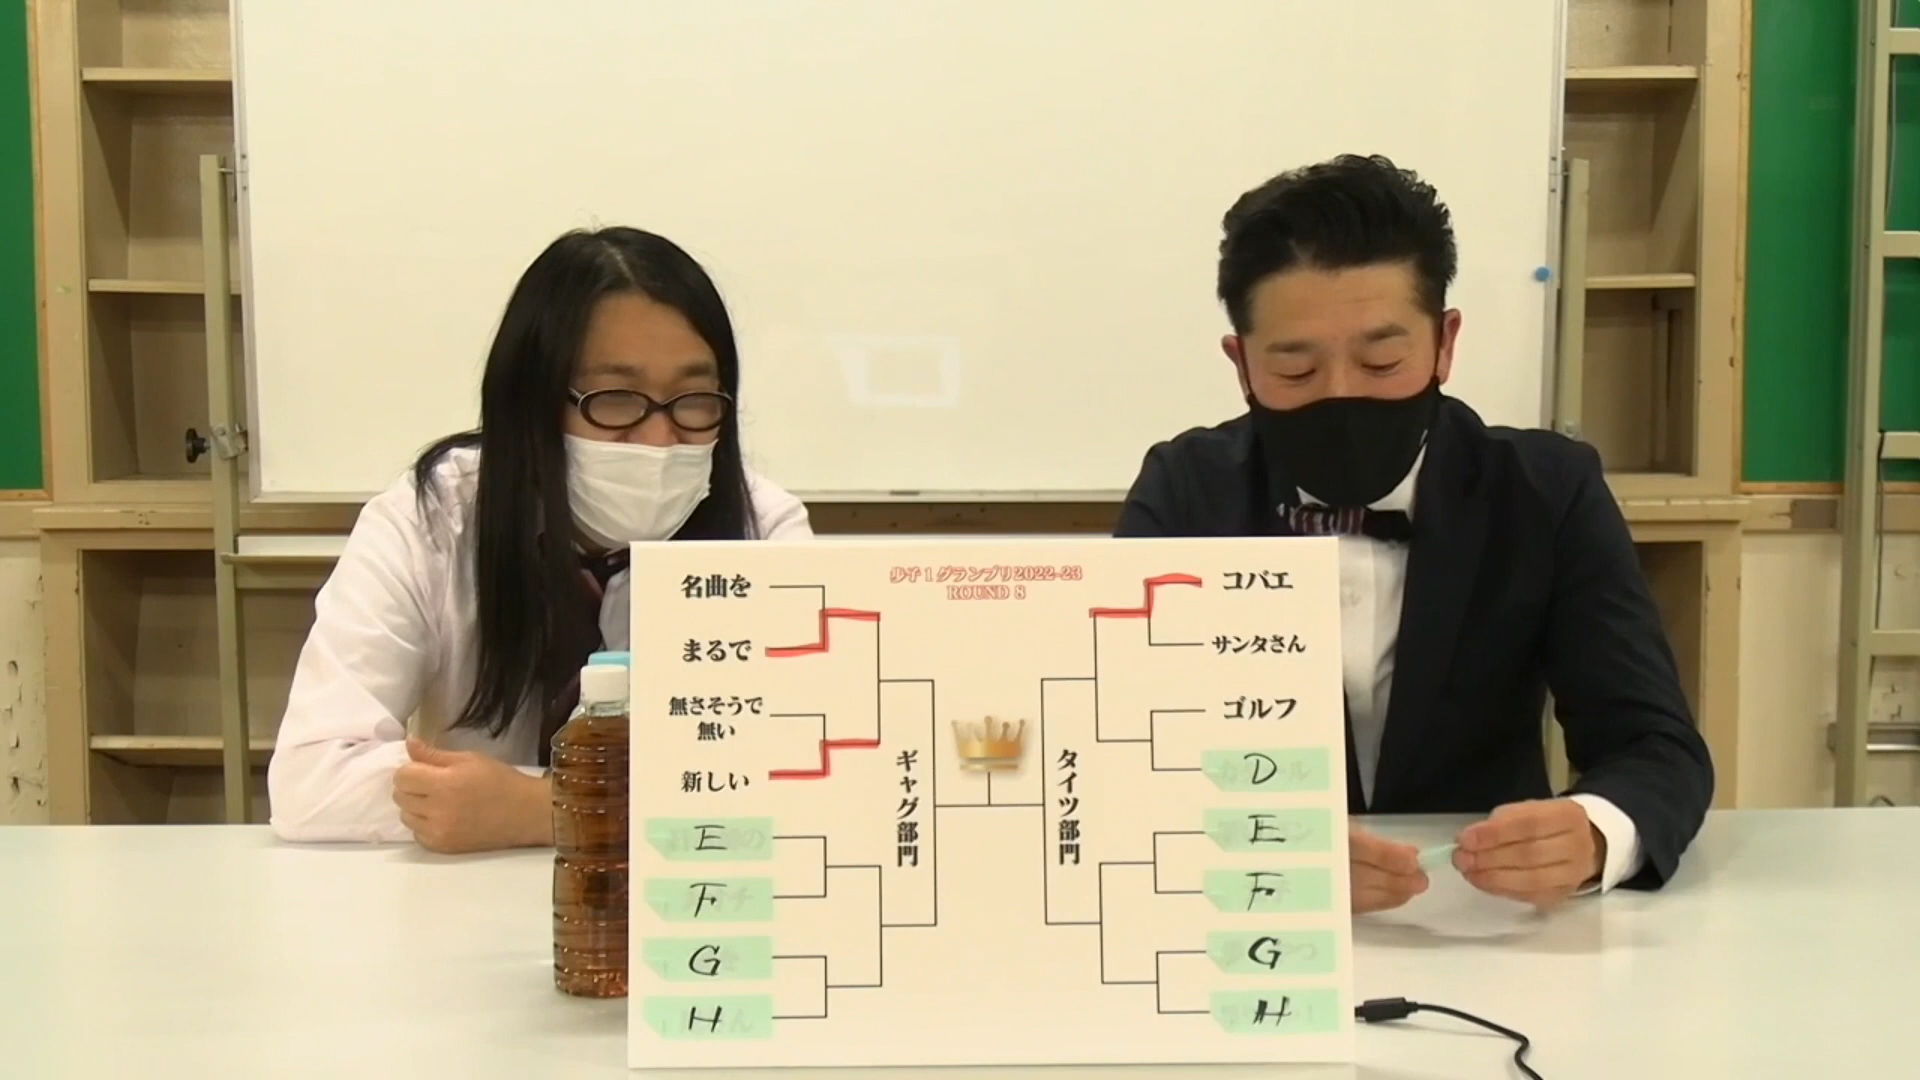 歩子1グランプリ2022-23
ROUND 8
名曲を
まるで
無さそうで
無い
新しい
E
F
G
H
ギャグ部門
タイツ部門
コバエ
サンタさん
ゴルフ
D
E
F
G
H